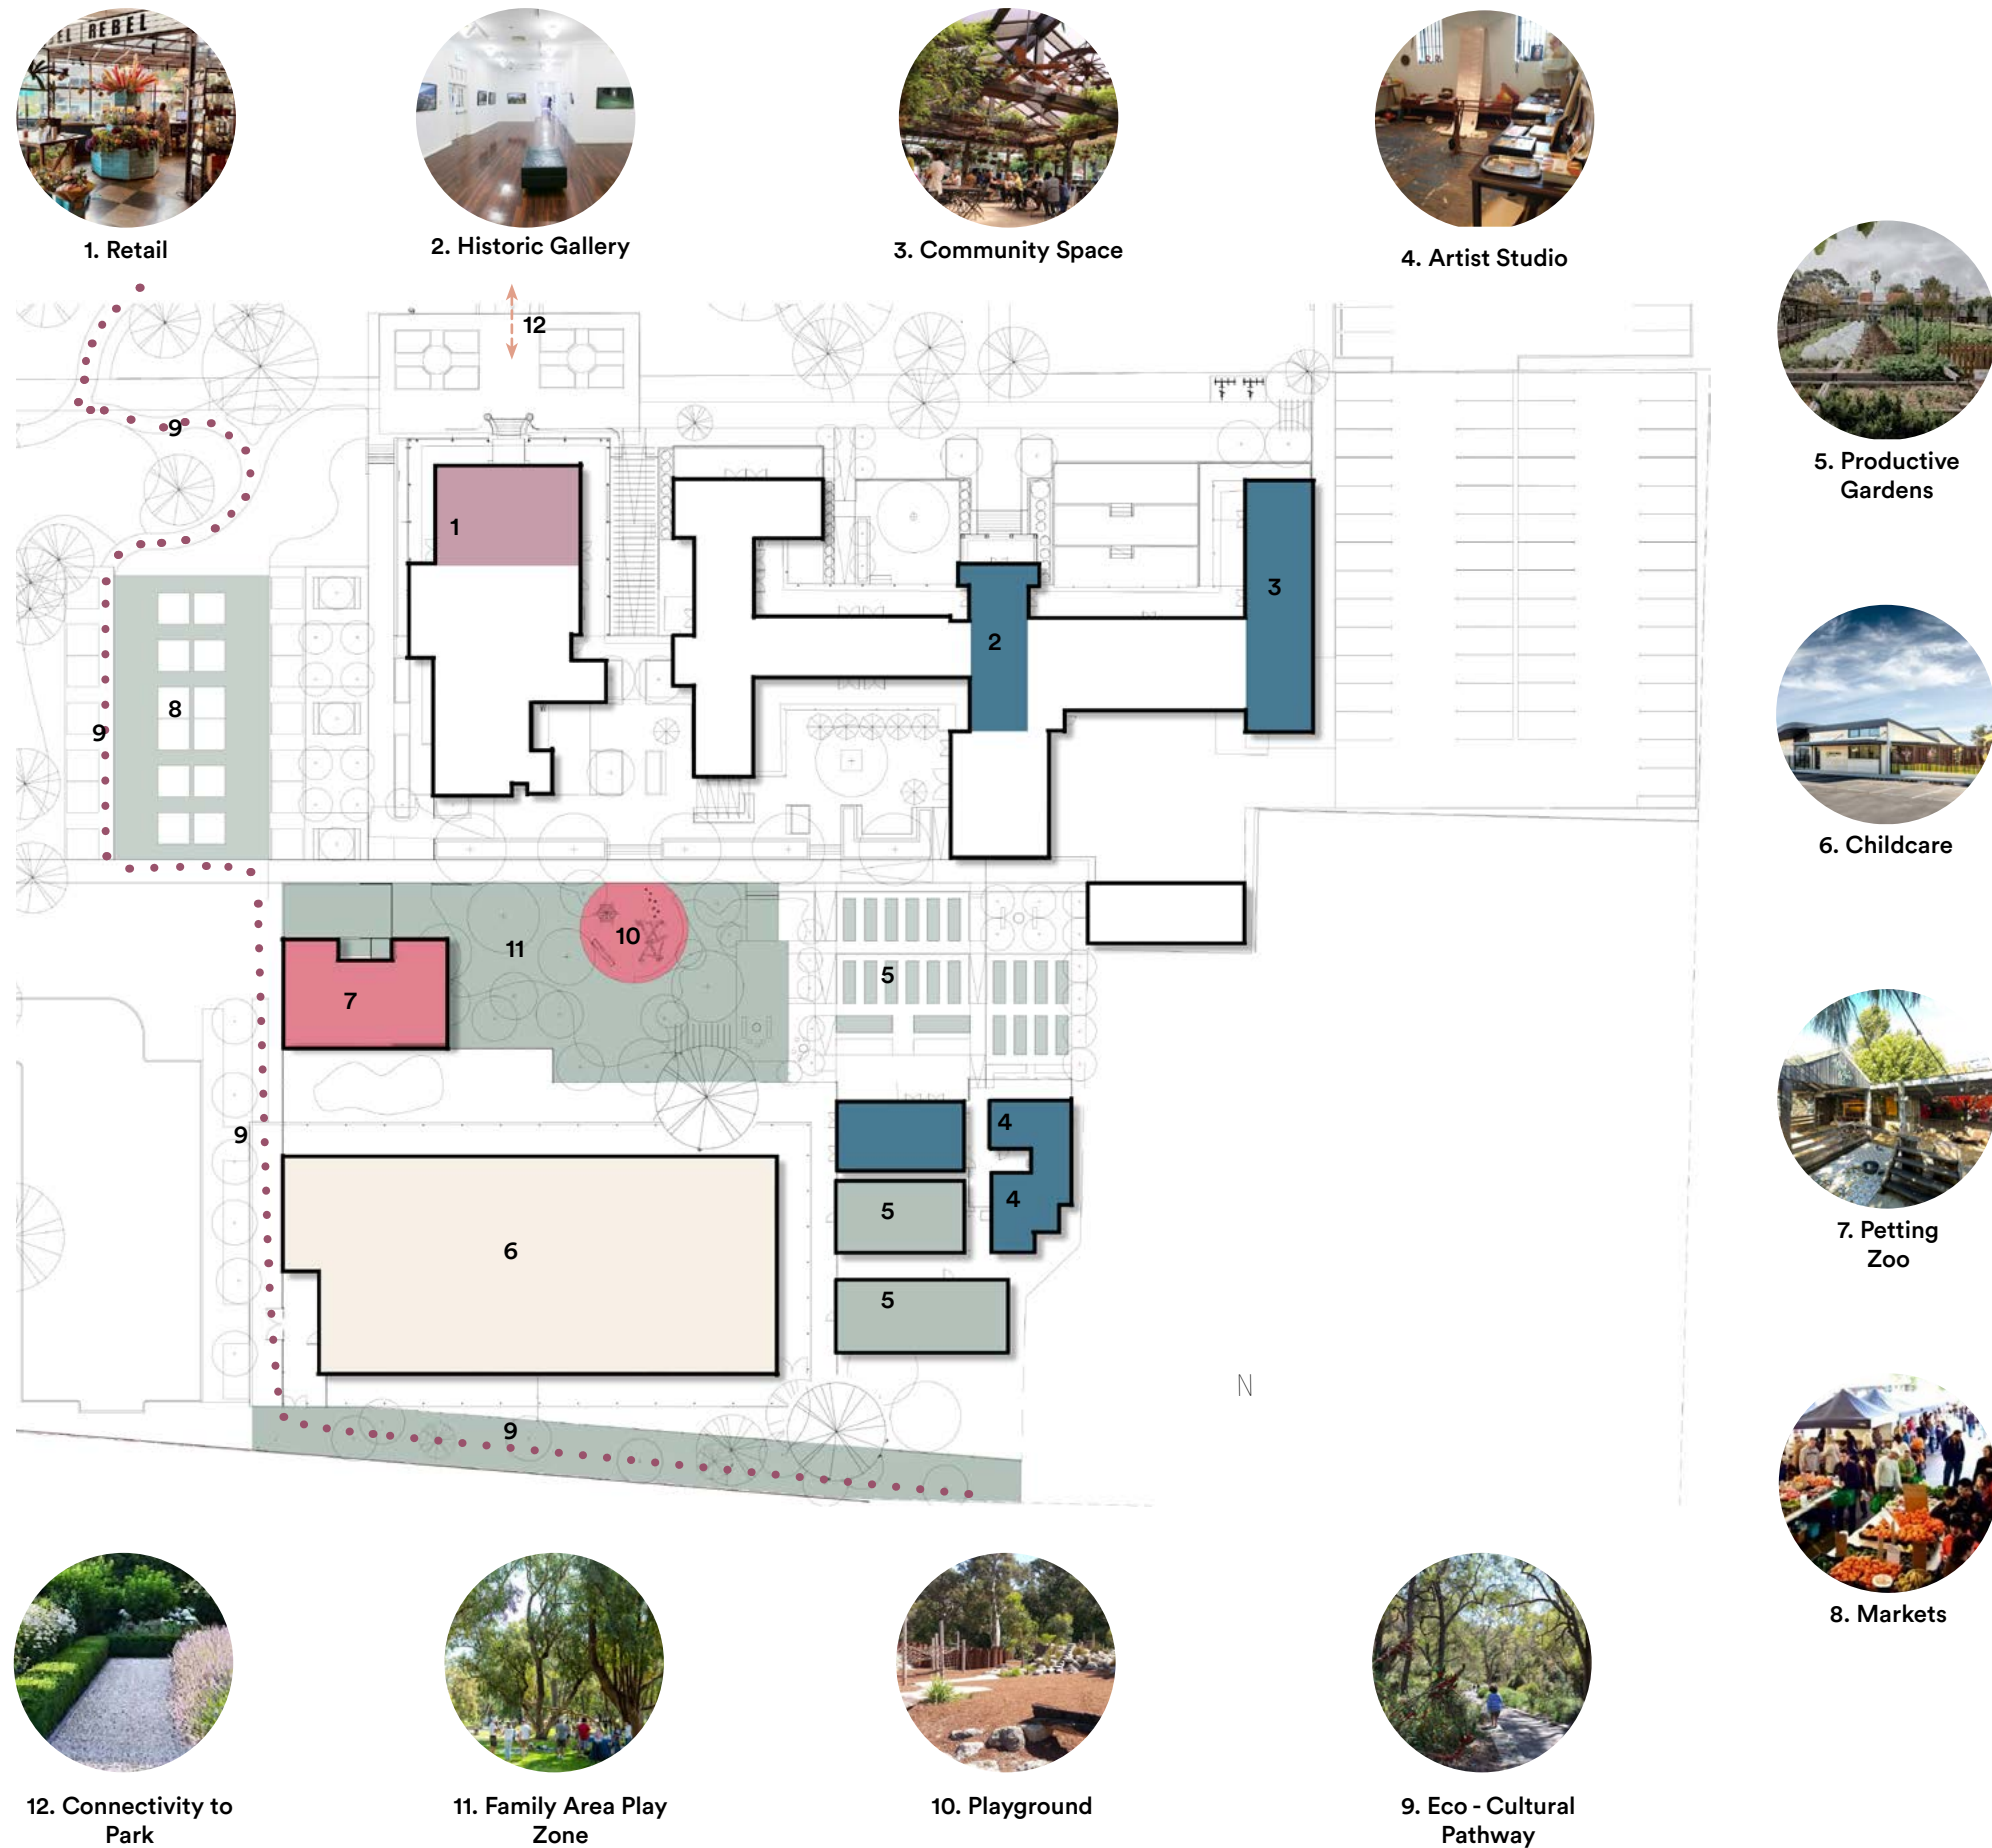 REBEL
1. Retail
2. Historic Gallery
3. Community Space
4. Artist Studio
5. Productive
Gardens
6. Childcare
7. Petting
Zoo
8. Markets
12
9
1
2
3
8
9
10
11
5
7
4
9
4
5
6
5
9
N
12. Connectivity to
Park
11. Family Area Play
Zone
10. Playground
9. Eco - Cultural
Pathway